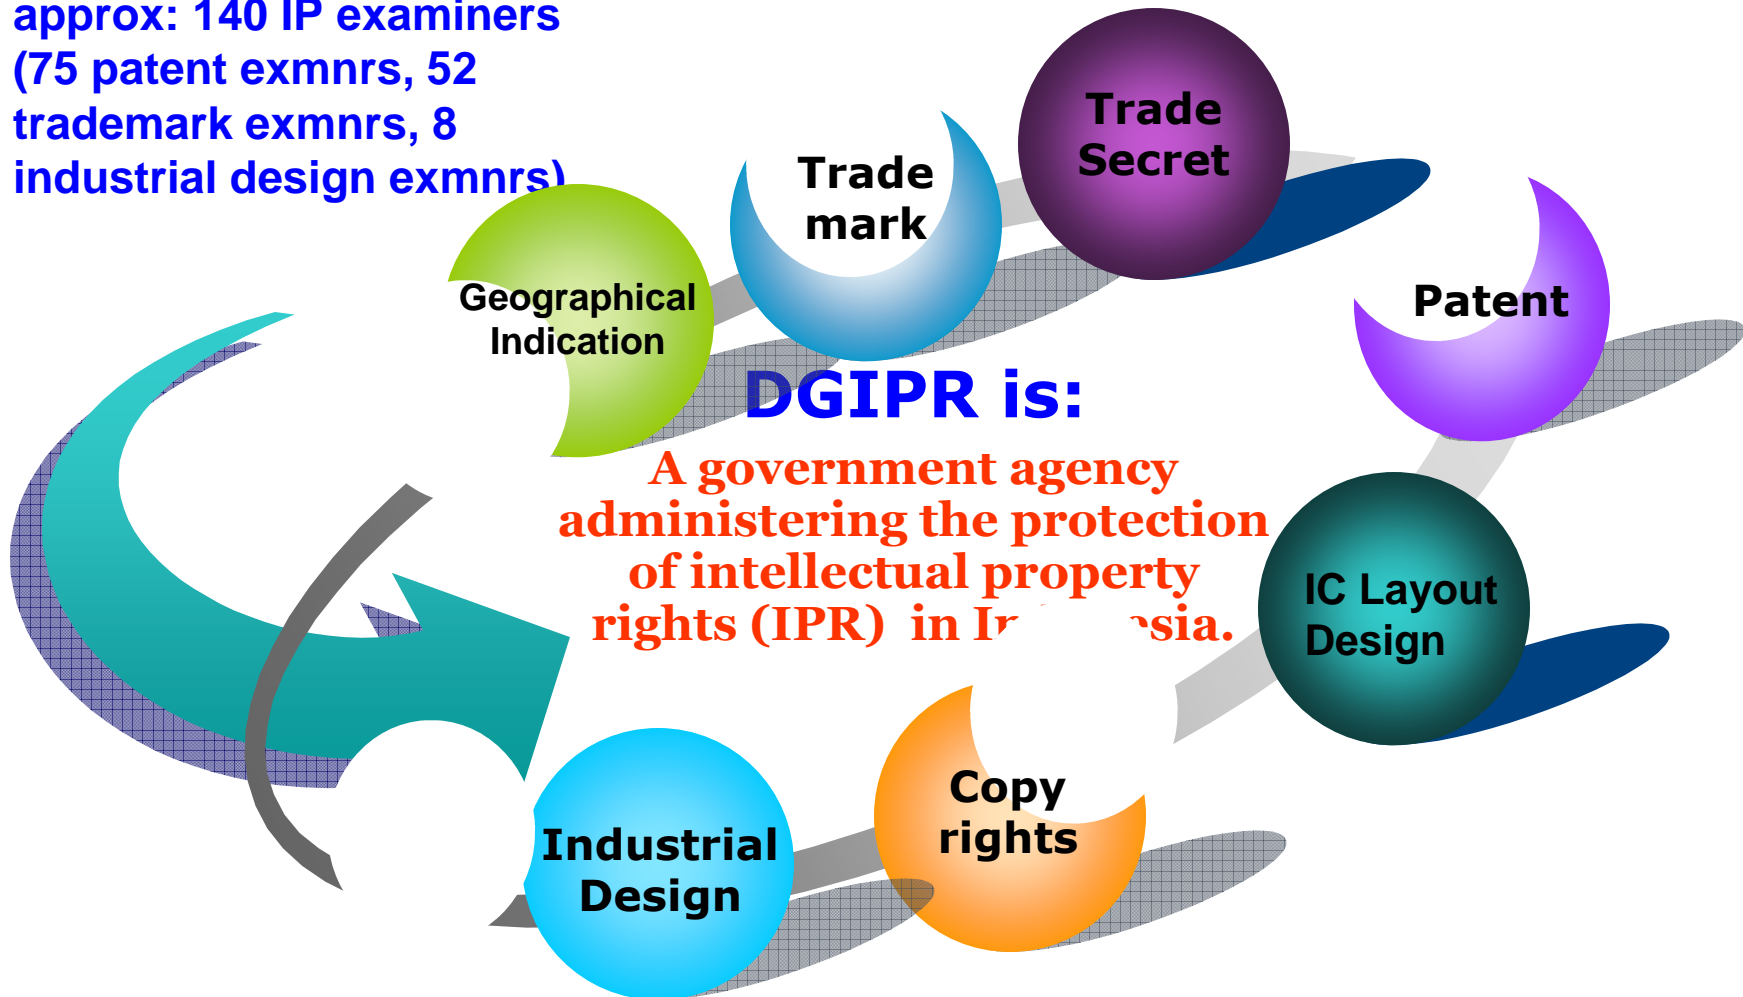 approx: 140 IP examiners
(75 patent exmnrs, 52
trademark exmnrs, 8
industrial design exmnrs)
Trade
Secret
Trade
mark
Geographical
Indication
Patent
DGIPR is:
A government agency
administering the protection
of intellectual property
rights (IPR) in
IC Layout
Design
Copy
rights
Industrial
Design